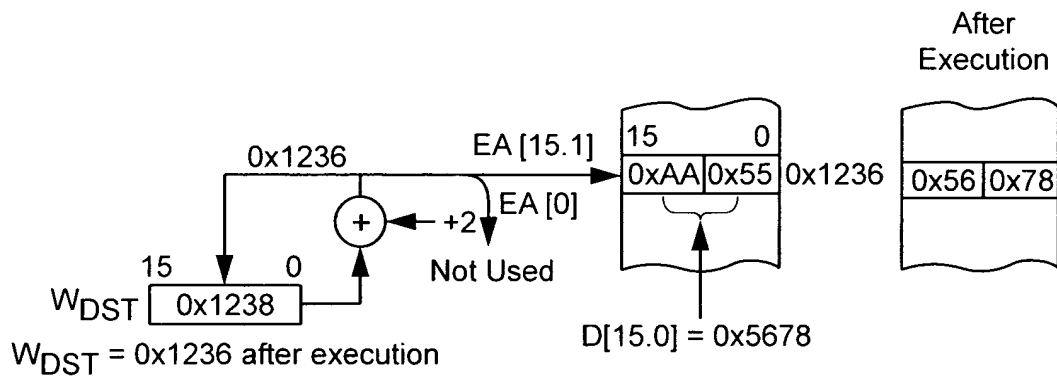 After
Execution
15 0
0x1236
EA [15.1]
0xAA 0x55 0x1236
0x56 0x78
EA [0]
+ +2
Not Used
15 0
WDST 0x1238
D[15.0] = 0x5678
WDST = 0x1236 after execution